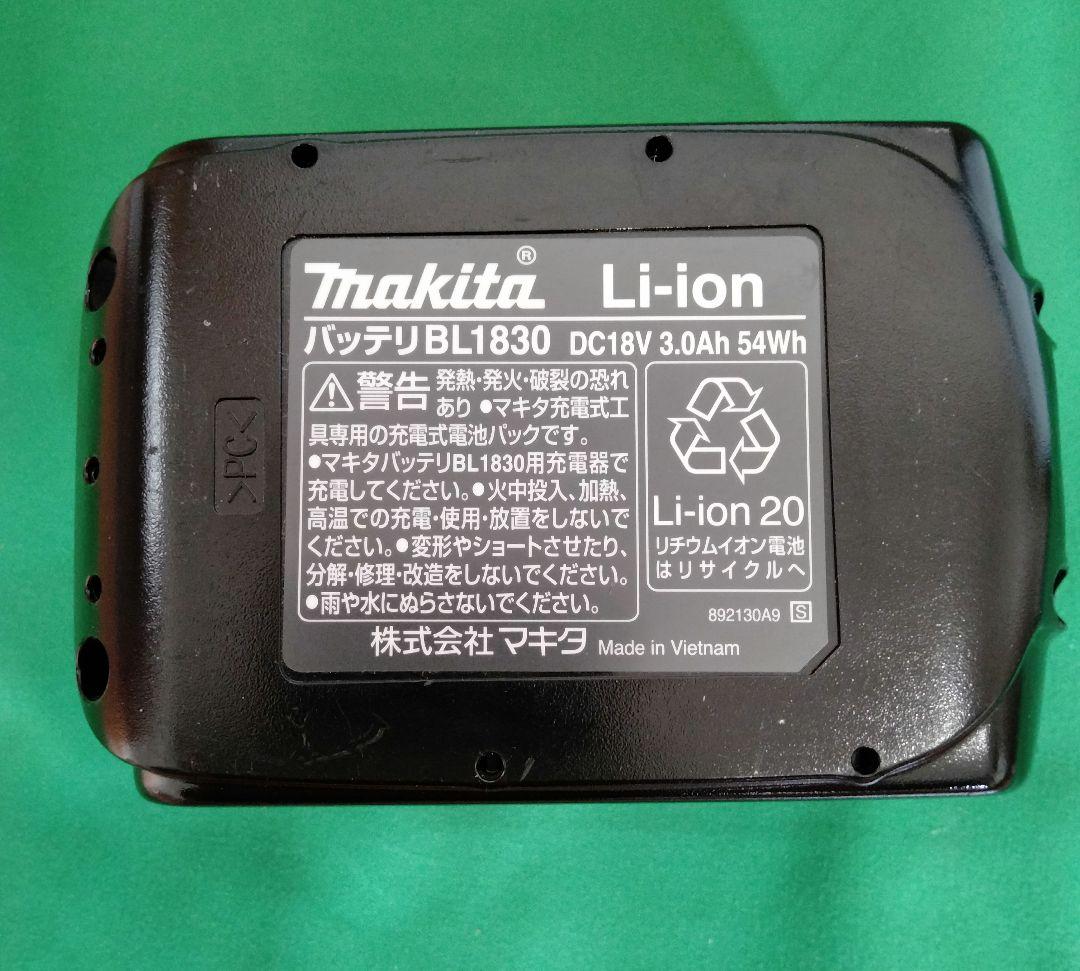 makita® Li-ion
バッテリBL1830 DC18V 3.0Ah 54Wh
警告 発熱・発火・破裂の恐れ
あり ●マキタ充電式工
具専用の充電式電池パックです。
●マキタバッテリBL1830用充電器で
充電してください。●火中投入、加熱、
高温での充電・使用・放置をしないで
ください。●変形やショートさせたり、
分解・修理・改造をしないでください。
●雨や水にぬらさないでください。
Li-ion 20
リチウムイオン電池
はリサイクルへ
892130A9 S
株式会社 マキタ Made in Vietnam
>PC<